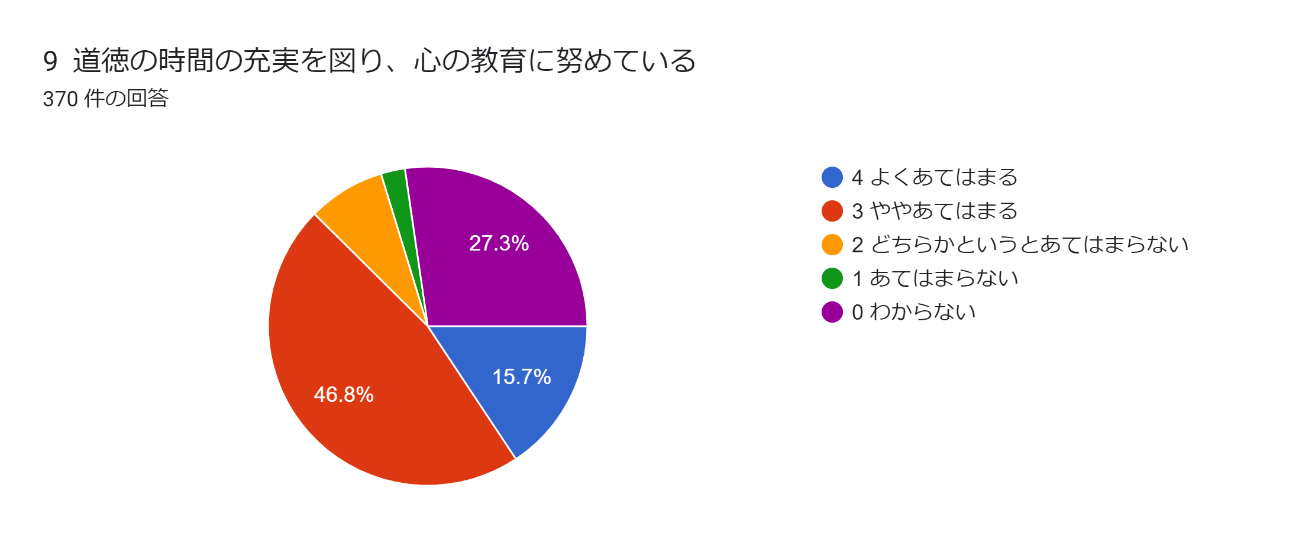 9 道徳の時間の充実を図り、心の教育に努めている
370 件の回答
4 よくあてはまる
3 ややあてはまる
2 どちらかというとあてはまらない
1 あてはまらない
0 わからない
27.3%
15.7%
46.8%